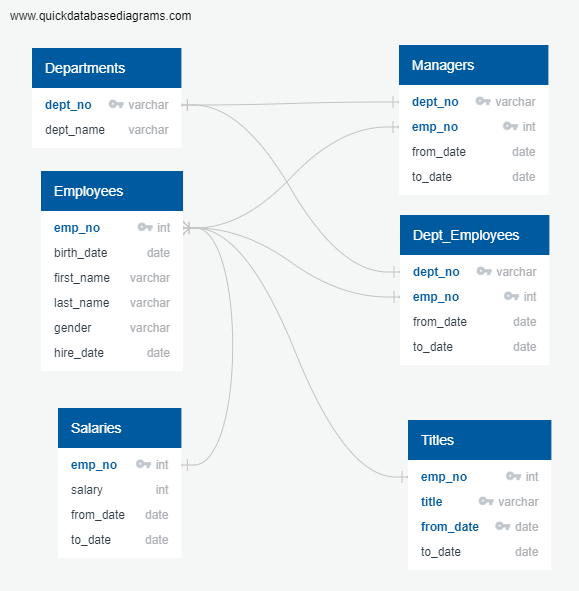 www.quickdatabasediagrams.com
Departments
dept_no varchar
dept_name varchar
Employees
emp_no int
birth_date date
first_name varchar
last_name varchar
gender varchar
hire_date date
Salaries
emp_no int
salary int
from_date date
to_date date
Managers
dept_no varchar
emp_no int
from_date date
to_date date
Dept_Employees
dept_no varchar
emp_no int
from_date date
to_date date
Titles
emp_no int
title varchar
from_date date
to_date date